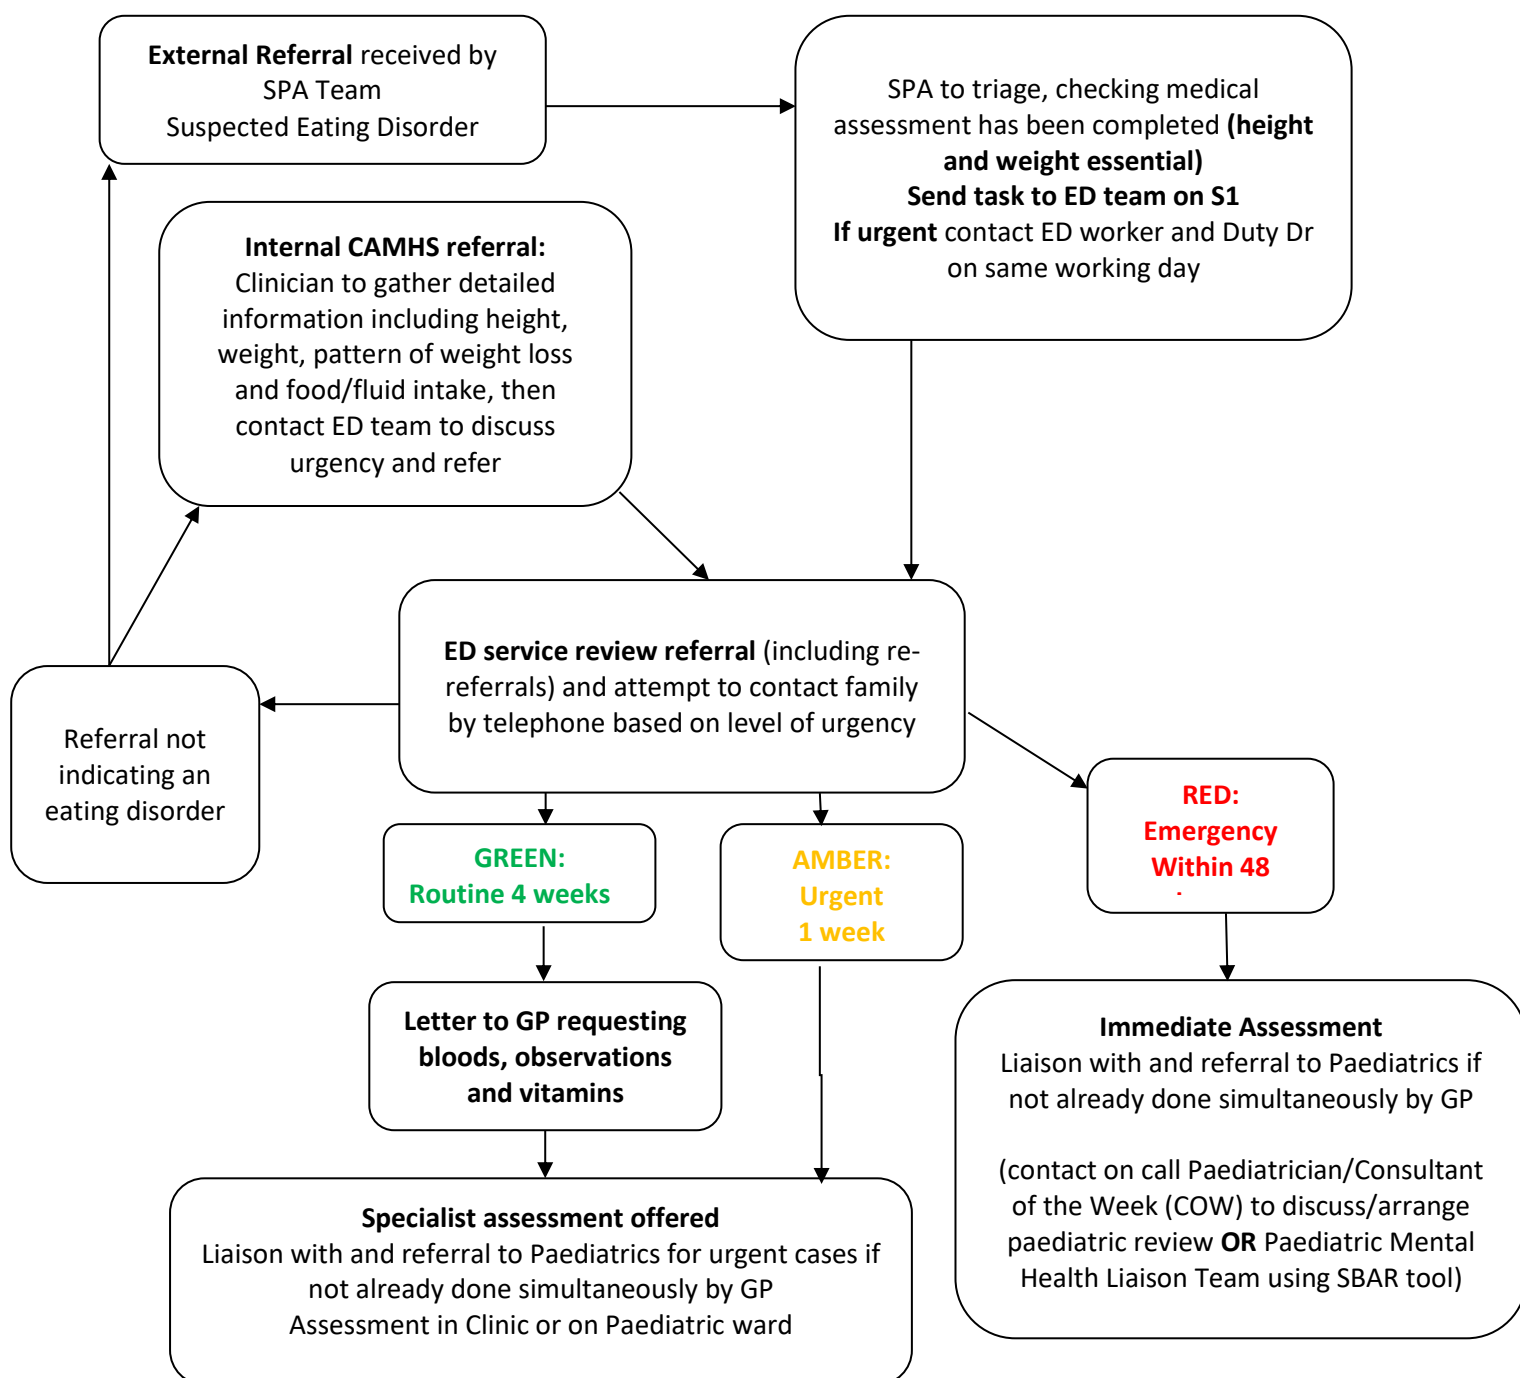 External Referral received by
SPA Team
Suspected Eating Disorder
SPA to triage, checking medical
assessment has been completed (height
and weight essential)
Send task to ED team on S1
If urgent contact ED worker and Duty Dr
on same working day
Internal CAMHS referral:
Clinician to gather detailed
information including height,
weight, pattern of weight loss
and food/fluid intake, then
contact ED team to discuss
urgency and refer
ED service review referral (including re-
referrals) and attempt to contact family
by telephone based on level of urgency
Referral not
indicating an
eating disorder
GREEN:
Routine 4 weeks
AMBER:
Urgent
1 week
RED:
Emergency
Within 48
Letter to GP requesting
bloods, observations
and vitamins
Immediate Assessment
Liaison with and referral to Paediatrics if
not already done simultaneously by GP
(contact on call Paediatrician/Consultant
of the Week (COW) to discuss/arrange
paediatric review OR Paediatric Mental
Health Liaison Team using SBAR tool)
Specialist assessment offered
Liaison with and referral to Paediatrics for urgent cases if
not already done simultaneously by GP
Assessment in Clinic or on Paediatric ward